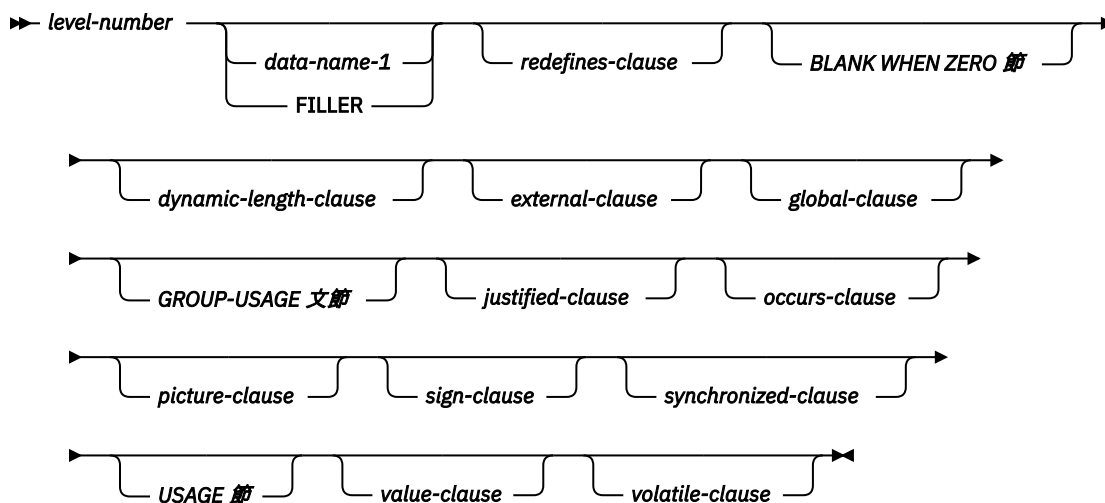 level-number data-name-1 redefines-clause BLANK WHEN ZERO 節
FILLER
dynamic-length-clause external-clause global-clause
GROUP-USAGE 文節 justified-clause occurs-clause
picture-clause sign-clause synchronized-clause
USAGE 節 value-clause volatile-clause